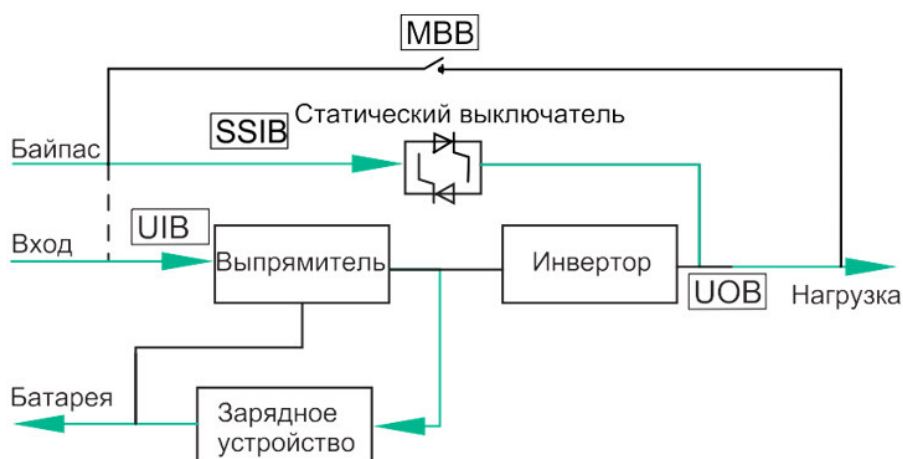 MBB
Статический выключатель
SSIB
Байпас
UIB
Вход
Выпрямитель
Инвертор
UOB
Нагрузка
Батарея
Зарядное
устройство